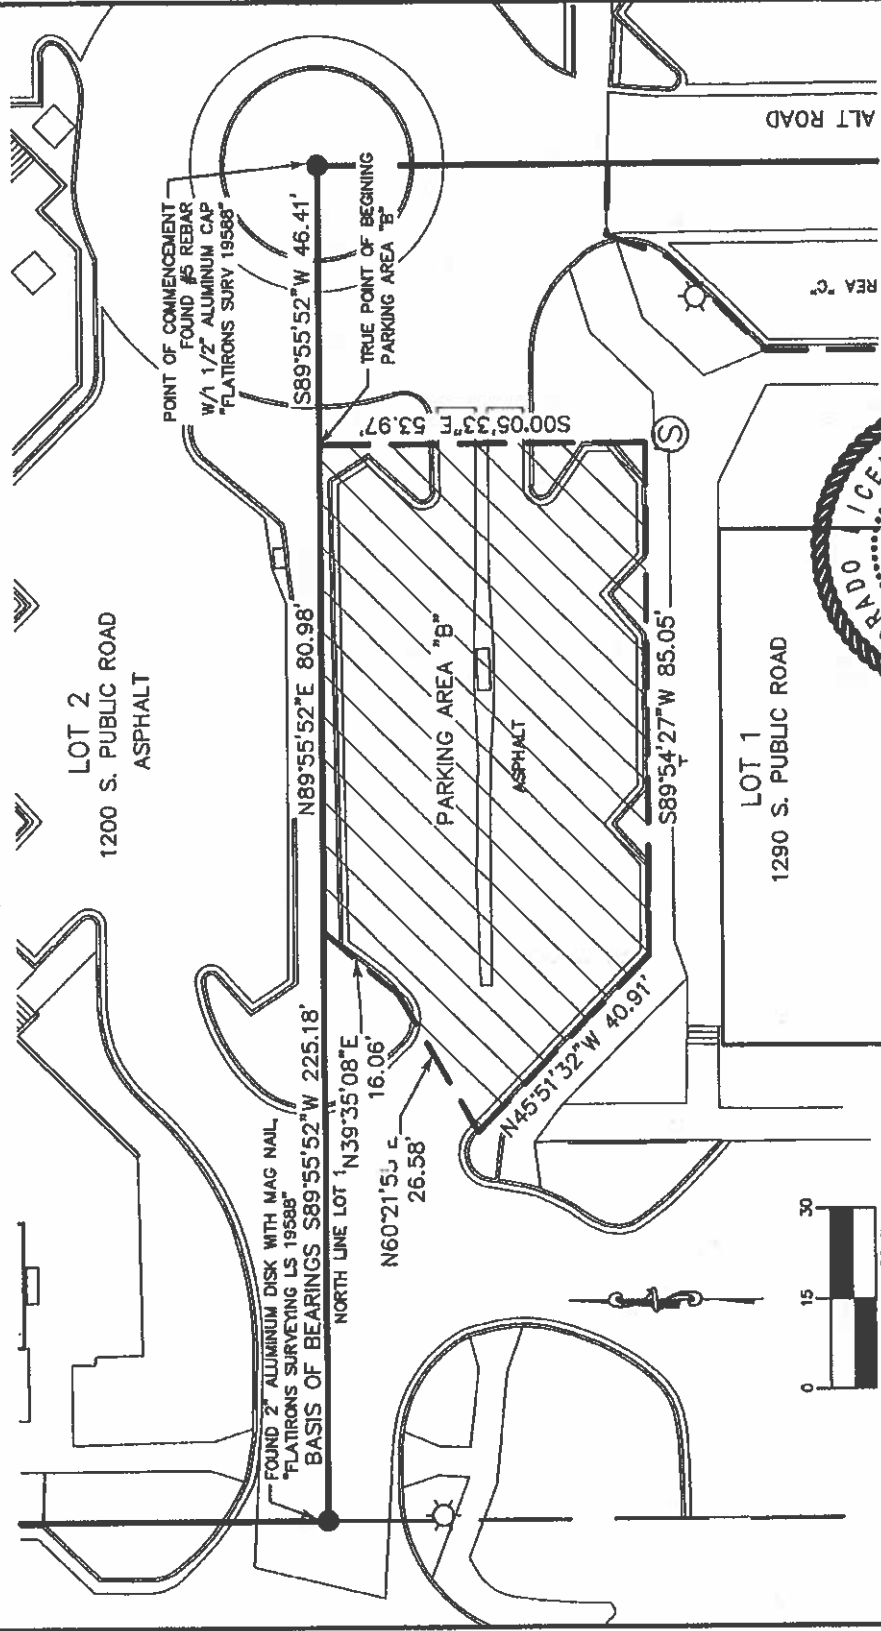 POINT OF COMMENCEMENT
FOUND #5 REBAR
W/1 1/2" ALUMINUM CAP
"FLATIRONS SURV 19588"
S89°55'52"W 46.41'
TRUE POINT OF BEGINING
PARKING AREA "B"
ALT ROAD
REA "C"
LOT 2
1200 S. PUBLIC ROAD
ASPHALT
N89°55'52"E 80.98'
S00°05'33"E 53.97'
PARKING AREA "B"
ASPHALT
S89°54'27"W 85.05'
S
LOT 1
1290 S. PUBLIC ROAD
RADO LICE
FOUND 2" ALUMINUM DISK WITH MAG NAIL,
"FLATIRONS SURVEYING LS 19588"
BASIS OF BEARINGS S89°55'52"W 225.18'
NORTH LINE LOT 1
N39°35'08"E
16.06'
26.58'
N45°51'32"W 40.91'
0 15 30